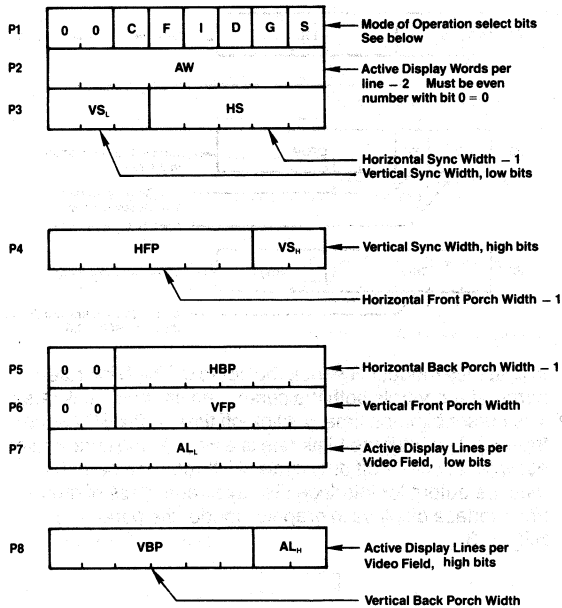 P1 0 0 C F I D G S Mode of Operation select bits
See below
P2 AW Active Display Words per
line – 2 Must be even
number with bit 0 = 0
P3 VSL HS
Horizontal Sync Width – 1
Vertical Sync Width, low bits
P4 HFP VSH Vertical Sync Width, high bits
Horizontal Front Porch Width – 1
P5 0 0 HBP Horizontal Back Porch Width – 1
P6 0 0 VFP Vertical Front Porch Width
P7 ALL Active Display Lines per
Video Field, low bits
P8 VBP ALH Active Display Lines per
Video Field, high bits
Vertical Back Porch Width